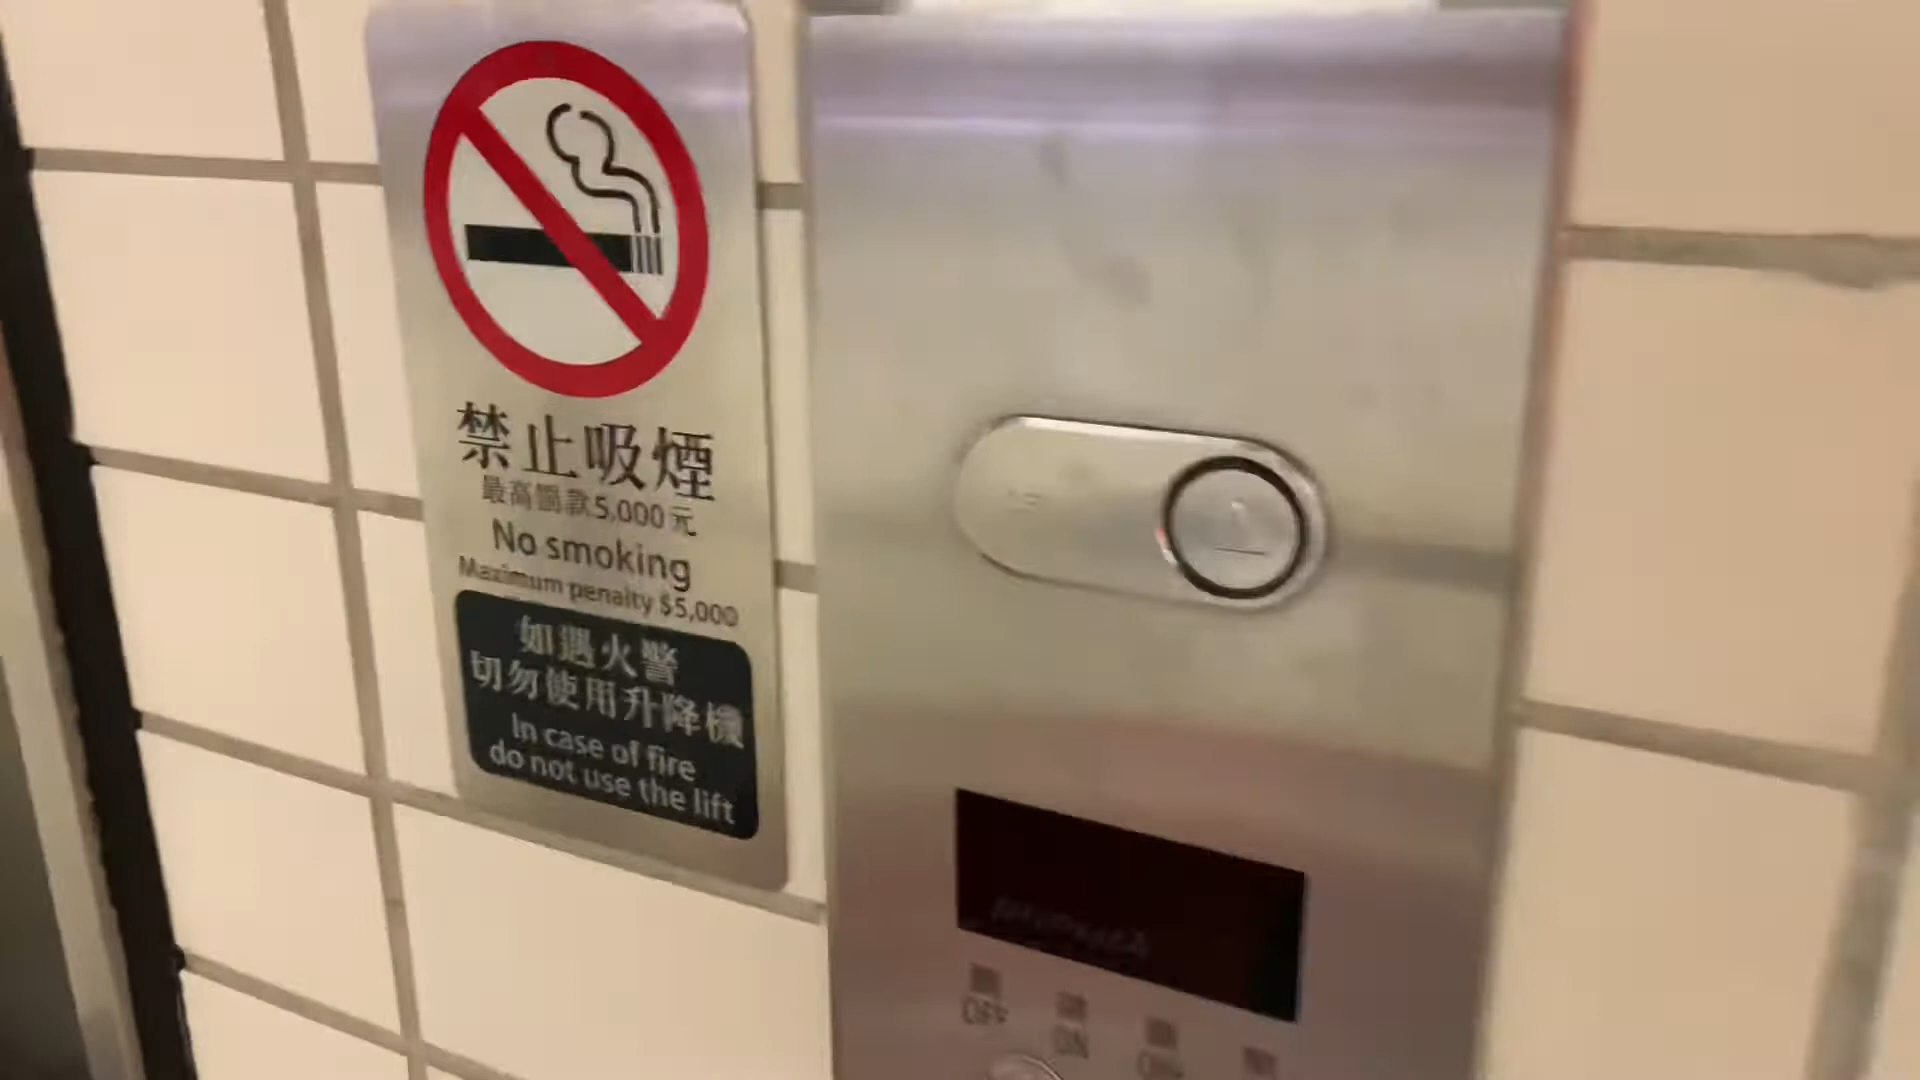 禁止吸煙
最高罰款5,000元
No smoking
Maximum penalty $5,000
如遇火警
切勿使用升降機
In case of fire
do not use the lift
OFF
ON